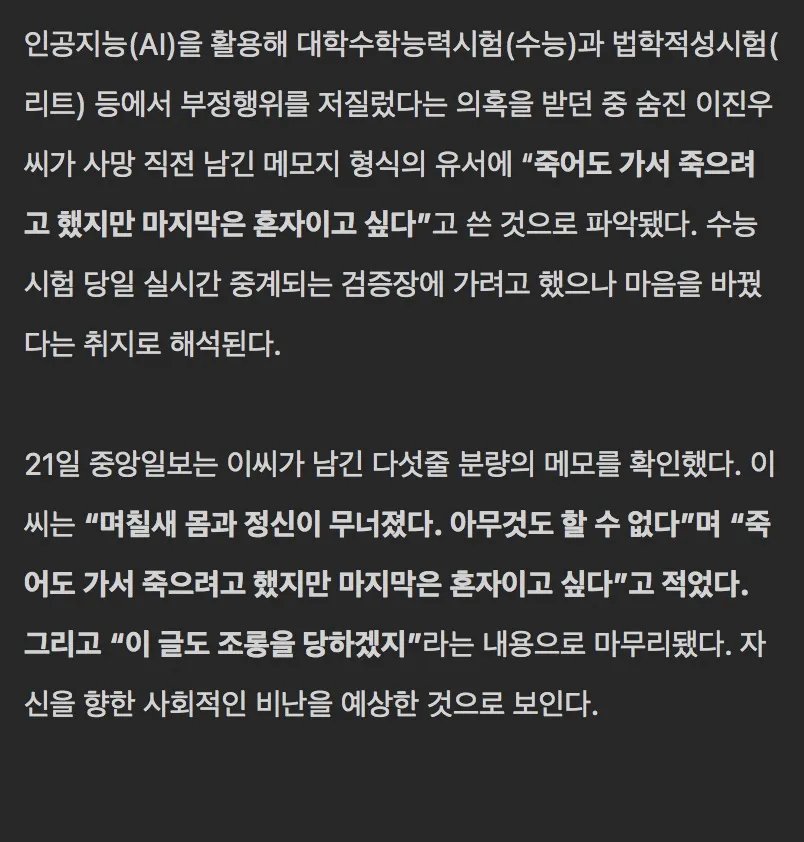 인공지능(AI)을 활용해 대학수학능력시험(수능)과 법학적성시험(
리트) 등에서 부정행위를 저질렀다는 의혹을 받던 중 숨진 이진우
씨가 사망 직전 남긴 메모지 형식의 유서에 “죽어도 가서 죽으려
고 했지만 마지막은 혼자이고 싶다”고 쓴 것으로 파악됐다. 수능
시험 당일 실시간 중계되는 검증장에 가려고 했으나 마음을 바꿨
다는 취지로 해석된다.
21일 중앙일보는 이씨가 남긴 다섯줄 분량의 메모를 확인했다. 이
씨는 “며칠새 몸과 정신이 무너졌다. 아무것도 할 수 없다”며 “죽
어도 가서 죽으려고 했지만 마지막은 혼자이고 싶다”고 적었다.
그리고 “이 글도 조롱을 당하겠지”라는 내용으로 마무리됐다. 자
신을 향한 사회적인 비난을 예상한 것으로 보인다.